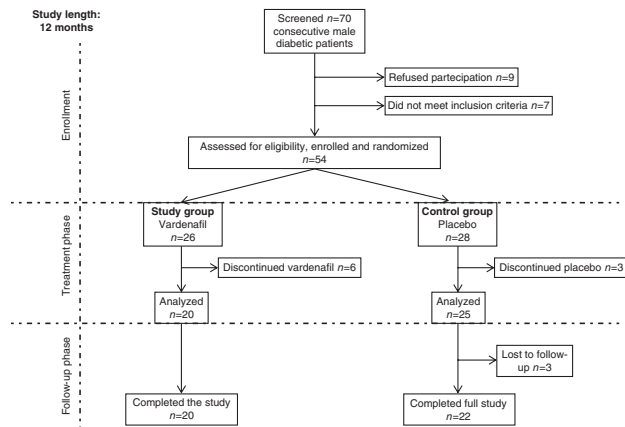 Study length:
12 months
Screened n=70
consecutive male
diabetic patients
Refused partecipation n=9
Did not meet inclusion criteria n=7
Enrollment
Assessed for eligibility, enrolled and randomized
n=54
Study group
Vardenafil
n=26
Control group
Placebo
n=28
Treatment phase
Discontinued vardenafil n=6
Discontinued placebo n=3
Analyzed
n=20
Analyzed
n=25
Follow-up phase
Lost to follow-
up n=3
Completed the study
n=20
Completed full study
n=22